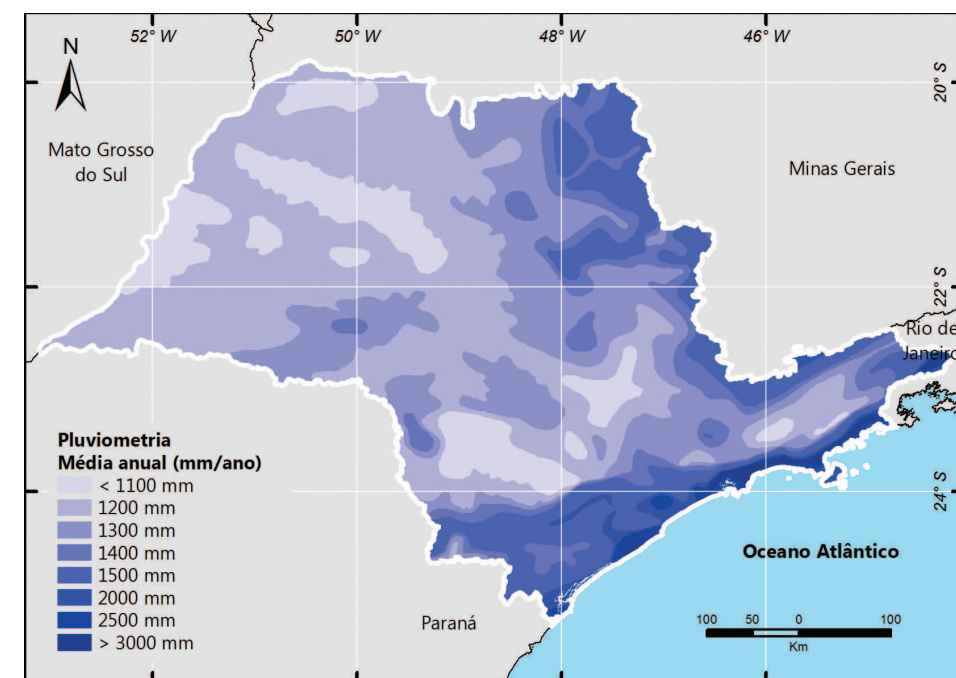 52° W
50° W
48° W
46° W
N
20° S
Mato Grosso
do Sul
Minas Gerais
22° S
Rio de
Janeiro
Pluviometria
Média anual (mm/ano)
< 1100 mm
1200 mm
1300 mm
1400 mm
1500 mm
2000 mm
2500 mm
> 3000 mm
24° S
Oceano Atlântico
Paraná
100 50 0 100
Km